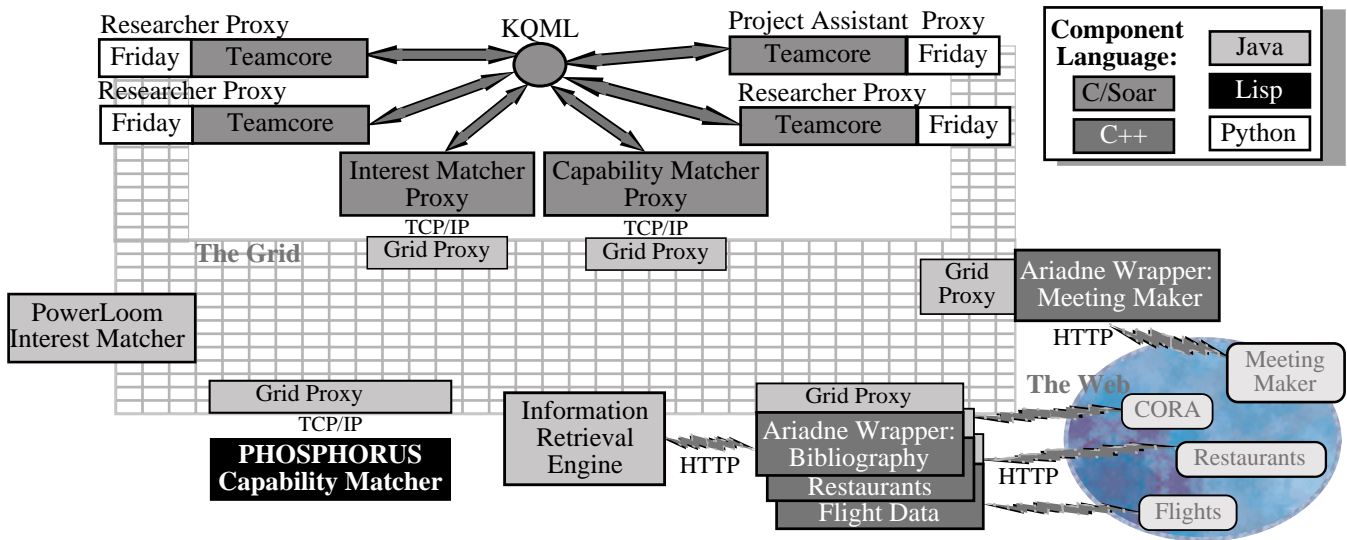 Researcher Proxy
KQML
Project Assistant Proxy
Friday
Teamcore
Teamcore
Friday
Researcher Proxy
Researcher Proxy
Friday
Teamcore
Teamcore
Friday
Component
Language:
Java
C/Soar
Lisp
C++
Python
Interest Matcher
Proxy
Capability Matcher
Proxy
TCP/IP
TCP/IP
Grid Proxy
Grid Proxy
The Grid
Grid
Proxy
Ariadne Wrapper:
Meeting Maker
PowerLoom
Interest Matcher
HTTP
Meeting
Maker
The Web
Grid Proxy
TCP/IP
PHOSPHORUS
Capability Matcher
Information
Retrieval
Engine
HTTP
Grid Proxy
Ariadne Wrapper:
Bibliography
Restaurants
Flight Data
CORA
HTTP
Restaurants
Flights